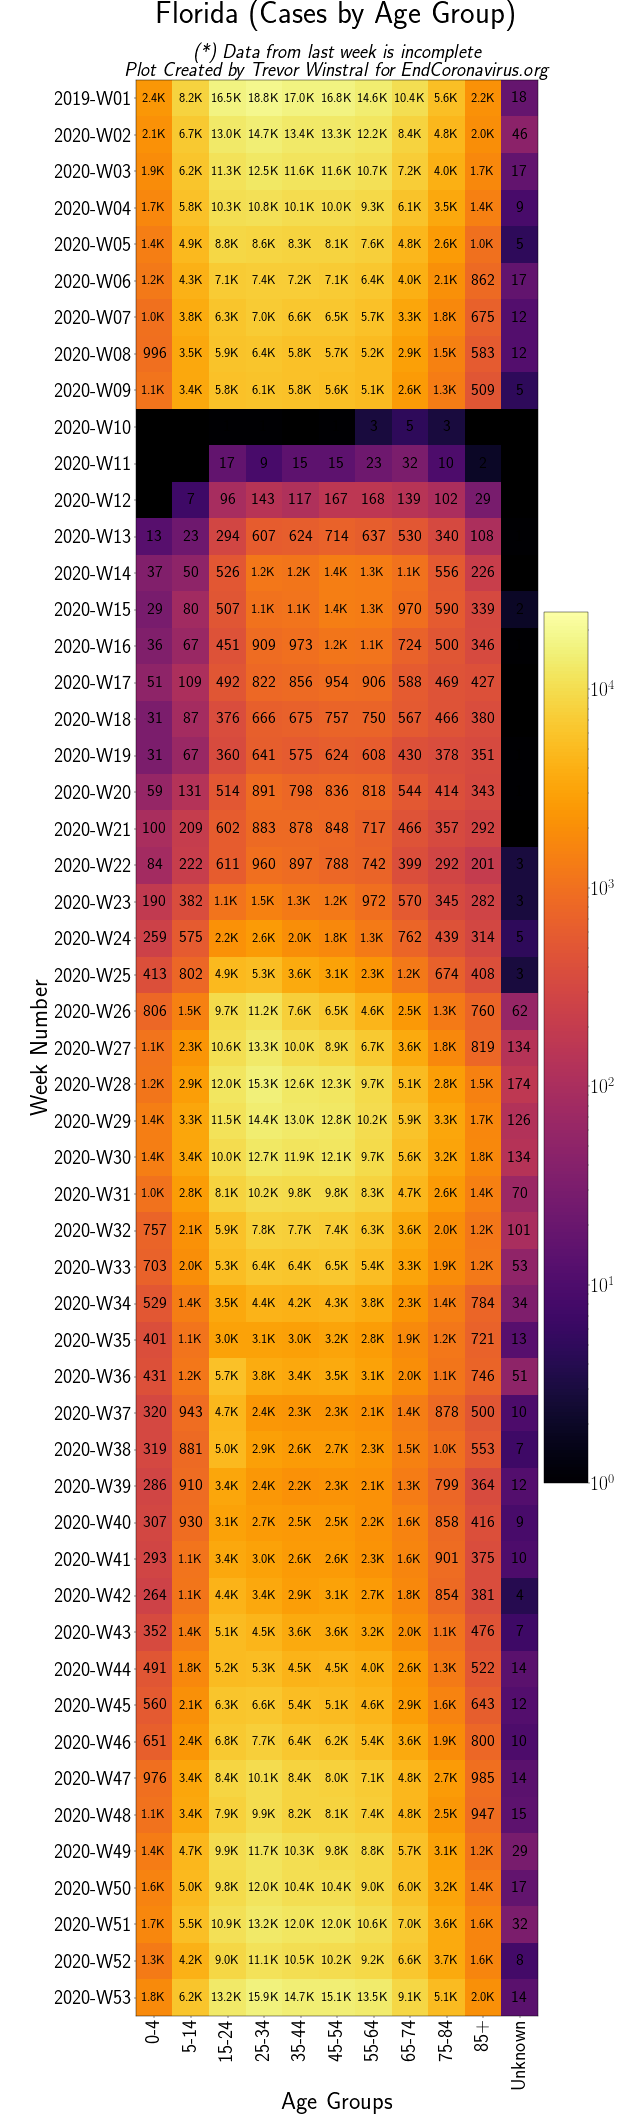 Florida (Cases by Age Group)
(*) Data from last week is incomplete
Plot Created by Trevor Winstral for EndCoronavirus.org
2019-W01 2.4K 8.2K 16.5K 18.8K 17.0K 16.8K 14.6K 10.4K 5.6K 2.2K 18
2020-W02 2.1K 6.7K 13.0K 14.7K 13.4K 13.3K 12.2K 8.4K 4.8K 2.0K 46
2020-W03 1.9K 6.2K 11.3K 12.5K 11.6K 11.6K 10.7K 7.2K 4.0K 1.7K 17
2020-W04 1.7K 5.8K 10.3K 10.8K 10.1K 10.0K 9.3K 6.1K 3.5K 1.4K 9
2020-W05 1.4K 4.9K 8.8K 8.6K 8.3K 8.1K 7.6K 4.8K 2.6K 1.0K 5
2020-W06 1.2K 4.3K 7.1K 7.4K 7.2K 7.1K 6.4K 4.0K 2.1K 862 17
2020-W07 1.0K 3.8K 6.3K 7.0K 6.6K 6.5K 5.7K 3.3K 1.8K 675 12
2020-W08 996 3.5K 5.9K 6.4K 5.8K 5.7K 5.2K 2.9K 1.5K 583 12
2020-W09 1.1K 3.4K 5.8K 6.1K 5.8K 5.6K 5.1K 2.6K 1.3K 509 5
2020-W10 3 5 3
2020-W11 17 9 15 15 23 32 10 2
2020-W12 7 96 143 117 167 168 139 102 29
2020-W13 13 23 294 607 624 714 637 530 340 108
2020-W14 37 50 526 1.2K 1.2K 1.4K 1.3K 1.1K 556 226
2020-W15 29 80 507 1.1K 1.1K 1.4K 1.3K 970 590 339 2
2020-W16 36 67 451 909 973 1.2K 1.1K 724 500 346
2020-W17 51 109 492 822 856 954 906 588 469 427
2020-W18 31 87 376 666 675 757 750 567 466 380
2020-W19 31 67 360 641 575 624 608 430 378 351
2020-W20 59 131 514 891 798 836 818 544 414 343
2020-W21 100 209 602 883 878 848 717 466 357 292
2020-W22 84 222 611 960 897 788 742 399 292 201 3
2020-W23 190 382 1.1K 1.5K 1.3K 1.2K 972 570 345 282 3
2020-W24 259 575 2.2K 2.6K 2.0K 1.8K 1.3K 762 439 314 5
2020-W25 413 802 4.9K 5.3K 3.6K 3.1K 2.3K 1.2K 674 408 3
2020-W26 806 1.5K 9.7K 11.2K 7.6K 6.5K 4.6K 2.5K 1.3K 760 62
2020-W27 1.1K 2.3K 10.6K 13.3K 10.0K 8.9K 6.7K 3.6K 1.8K 819 134
2020-W28 1.2K 2.9K 12.0K 15.3K 12.6K 12.3K 9.7K 5.1K 2.8K 1.5K 174
2020-W29 1.4K 3.3K 11.5K 14.4K 13.0K 12.8K 10.2K 5.9K 3.3K 1.7K 126
2020-W30 1.4K 3.4K 10.0K 12.7K 11.9K 12.1K 9.7K 5.6K 3.2K 1.8K 134
2020-W31 1.0K 2.8K 8.1K 10.2K 9.8K 9.8K 8.3K 4.7K 2.6K 1.4K 70
2020-W32 757 2.1K 5.9K 7.8K 7.7K 7.4K 6.3K 3.6K 2.0K 1.2K 101
2020-W33 703 2.0K 5.3K 6.4K 6.4K 6.5K 5.4K 3.3K 1.9K 1.2K 53
2020-W34 529 1.4K 3.5K 4.4K 4.2K 4.3K 3.8K 2.3K 1.4K 784 34
2020-W35 401 1.1K 3.0K 3.1K 3.0K 3.2K 2.8K 1.9K 1.2K 721 13
2020-W36 431 1.2K 5.7K 3.8K 3.4K 3.5K 3.1K 2.0K 1.1K 746 51
2020-W37 320 943 4.7K 2.4K 2.3K 2.3K 2.1K 1.4K 878 500 10
2020-W38 319 881 5.0K 2.9K 2.6K 2.7K 2.3K 1.5K 1.0K 553 7
2020-W39 286 910 3.4K 2.4K 2.2K 2.3K 2.1K 1.3K 799 364 12
2020-W40 307 930 3.1K 2.7K 2.5K 2.5K 2.2K 1.6K 858 416 9
2020-W41 293 1.1K 3.4K 3.0K 2.6K 2.6K 2.3K 1.6K 901 375 10
2020-W42 264 1.1K 4.4K 3.4K 2.9K 3.1K 2.7K 1.8K 854 381 4
2020-W43 352 1.4K 5.1K 4.5K 3.6K 3.6K 3.2K 2.0K 1.1K 476 7
2020-W44 491 1.8K 5.2K 5.3K 4.5K 4.5K 4.0K 2.6K 1.3K 522 14
2020-W45 560 2.1K 6.3K 6.6K 5.4K 5.1K 4.6K 2.9K 1.6K 643 12
2020-W46 651 2.4K 6.8K 7.7K 6.4K 6.2K 5.4K 3.6K 1.9K 800 10
2020-W47 976 3.4K 8.4K 10.1K 8.4K 8.0K 7.1K 4.8K 2.7K 985 14
2020-W48 1.1K 3.4K 7.9K 9.9K 8.2K 8.1K 7.4K 4.8K 2.5K 947 15
2020-W49 1.4K 4.7K 9.9K 11.7K 10.3K 9.8K 8.8K 5.7K 3.1K 1.2K 29
2020-W50 1.6K 5.0K 9.8K 12.0K 10.4K 10.4K 9.0K 6.0K 3.2K 1.4K 17
2020-W51 1.7K 5.5K 10.9K 13.2K 12.0K 12.0K 10.6K 7.0K 3.6K 1.6K 32
2020-W52 1.3K 4.2K 9.0K 11.1K 10.5K 10.2K 9.2K 6.6K 3.7K 1.6K 8
2020-W53 1.8K 6.2K 13.2K 15.9K 14.7K 15.1K 13.5K 9.1K 5.1K 2.0K 14
0-4 5-14 15-24 25-34 35-44 45-54 55-64 65-74 75-84 85+ Unknown
Age Groups
Week Number
10⁴
10³
10²
10¹
10⁰